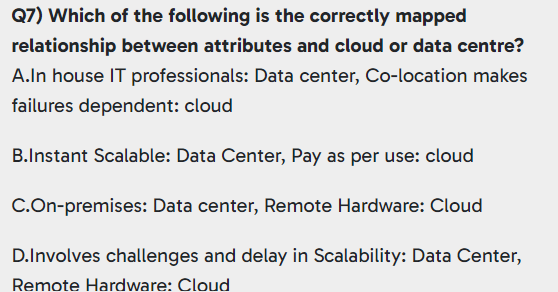 Q7) Which of the following is the correctly mapped
relationship between attributes and cloud or data centre?
A.In house IT professionals: Data center, Co-location makes
failures dependent: cloud
B.Instant Scalable: Data Center, Pay as per use: cloud
C.On-premises: Data center, Remote Hardware: Cloud
D.Involves challenges and delay in Scalability: Data Center,
Remote Hardware: Cloud